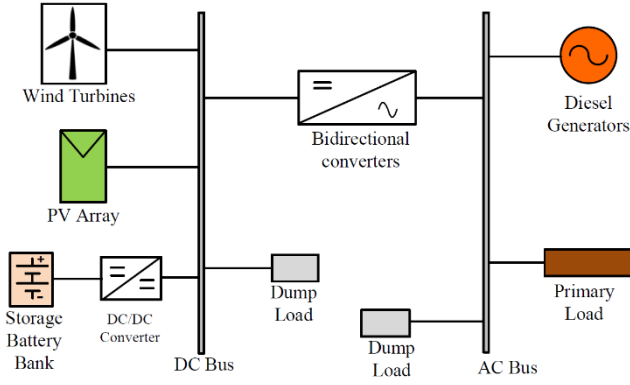 Wind Turbines
PV Array
Storage
Battery
Bank
DC/DC
Converter
DC Bus
Dump
Load
Bidirectional
converters
Dump
Load
AC Bus
Diesel
Generators
Primary
Load